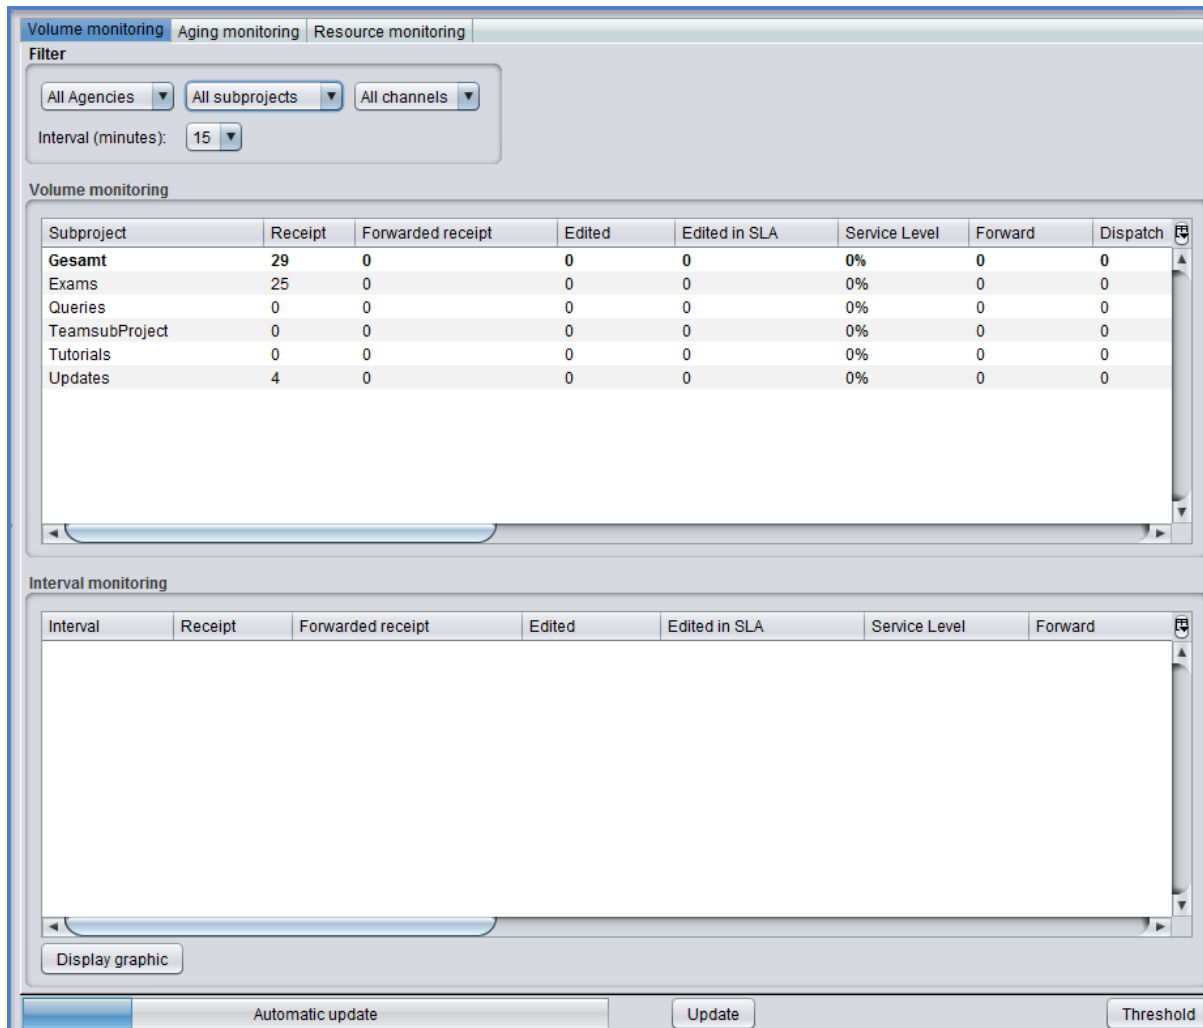 Volume monitoring Aging monitoring Resource monitoring
Filter
All Agencies All subprojects All channels
Interval (minutes): 15
Volume monitoring
Subproject Receipt Forwarded receipt Edited Edited in SLA Service Level Forward Dispatch
Gesamt 29 0 0 0 0% 0 0
Exams 25 0 0 0 0% 0 0
Queries 0 0 0 0 0% 0 0
TeamsubProject 0 0 0 0 0% 0 0
Tutorials 0 0 0 0 0% 0 0
Updates 4 0 0 0 0% 0 0
Interval monitoring
Interval Receipt Forwarded receipt Edited Edited in SLA Service Level Forward
Display graphic
Automatic update Update Threshold